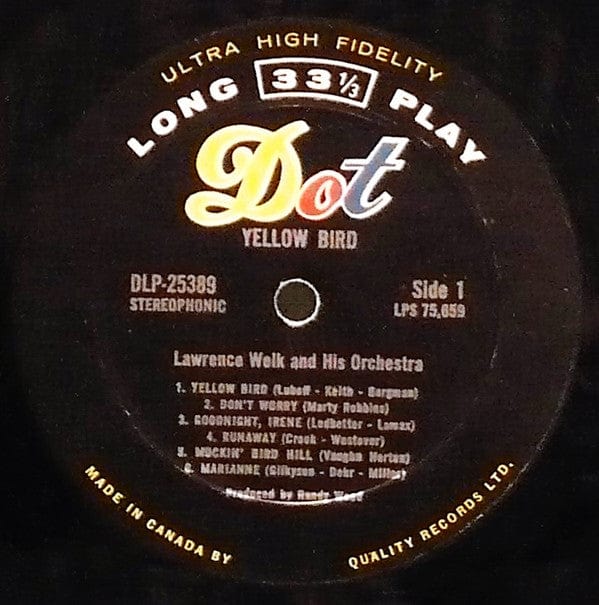 ULTRA HIGH FIDELITY
LONG 33 1/3 PLAY
Dot
YELLOW BIRD
DLP-25389
STEREOPHONIC
Side 1
LPS 75,659
Lawrence Welk and His Orchestra
1. YELLOW BIRD (Luboff - Keith - Bergman)
2. DON'T WORRY (Marty Robbins)
3. GOODNIGHT, IRENE (Ledbetter - Lomax)
4. RUNAWAY (Crook - Westover)
5. MOCKIN' BIRD HILL (Vaughn Horton)
6. MARIANNE (Gilkyson - Dehr - Miller)
Produced by Randy Wood
MADE IN CANADA BY
QUALITY RECORDS LTD.